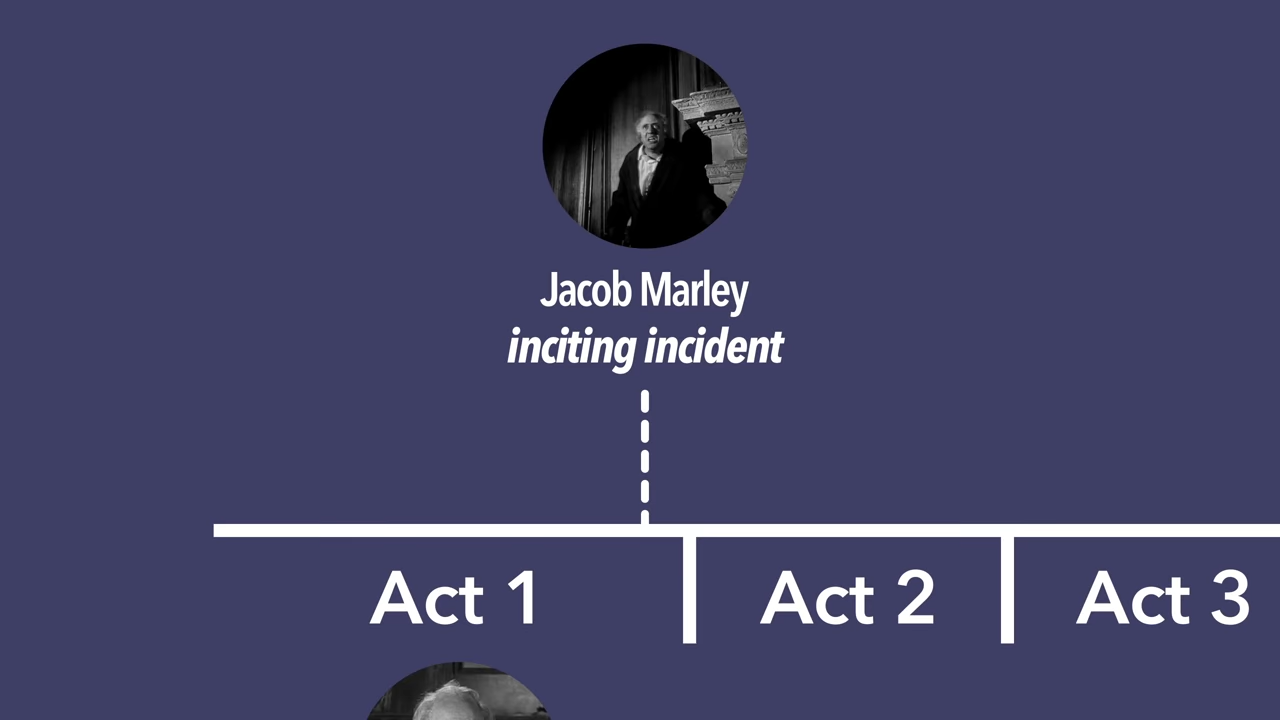 Jacob Marley
inciting incident
Act 1
Act 2
Act 3